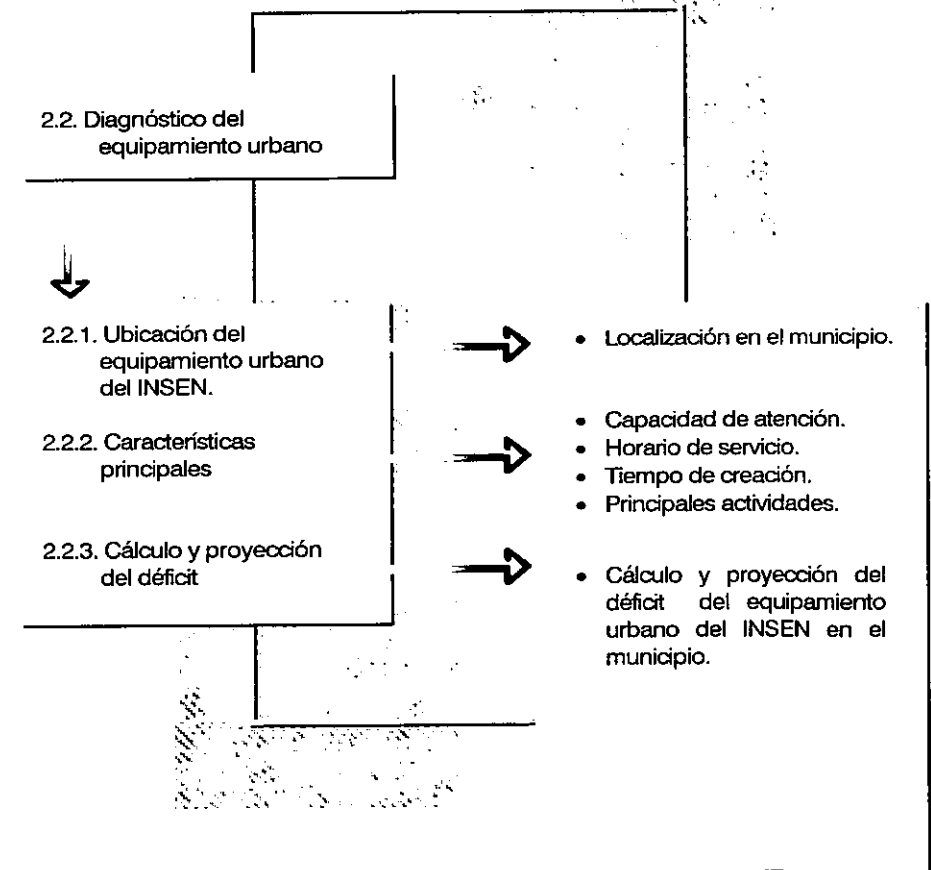 2.2. Diagnóstico del
equipamiento urbano
2.2.1. Ubicación del
equipamiento urbano
del INSEN.
• Localización en el municipio.
2.2.2. Características
principales
• Capacidad de atención.
• Horario de servicio.
• Tiempo de creación.
• Principales actividades.
2.2.3. Cálculo y proyección
del déficit
• Cálculo y proyección del
déficit del equipamiento
urbano del INSEN en el
municipio.